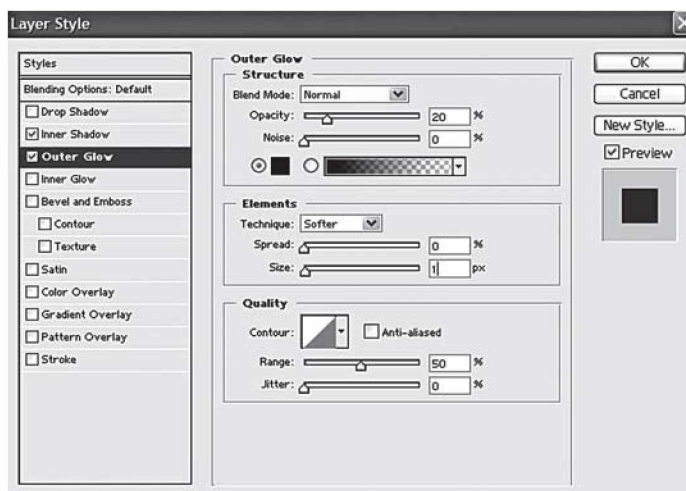 Layer Style
Styles
Blending Options: Default
Drop Shadow
Inner Shadow
Outer Glow
Inner Glow
Bevel and Emboss
Contour
Texture
Satin
Color Overlay
Gradient Overlay
Pattern Overlay
Stroke
Outer Glow
Structure
Blend Mode: Normal
Opacity: 20 %
Noise: 0 %
Elements
Technique: Softer
Spread: 0 %
Size: 1 px
Quality
Contour: Anti-aliased
Range: 50 %
Jitter: 0 %
OK
Cancel
New Style...
Preview